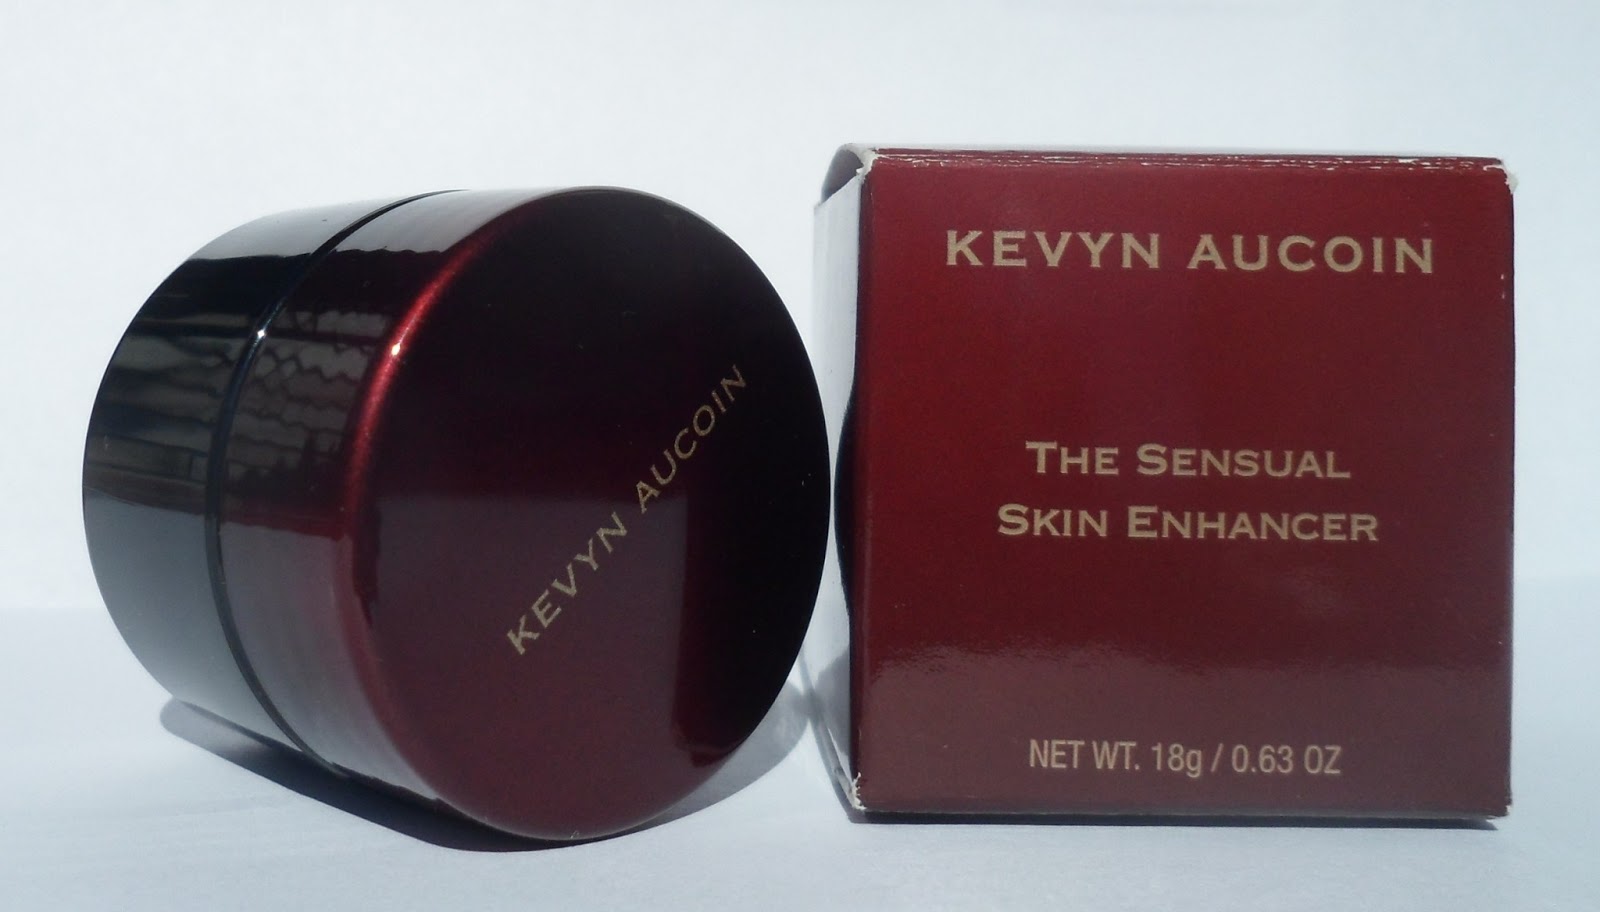 KEVYN AUCOIN
KEVYN AUCOIN
THE SENSUAL
SKIN ENHANCER
NET WT. 18g / 0.63 OZ